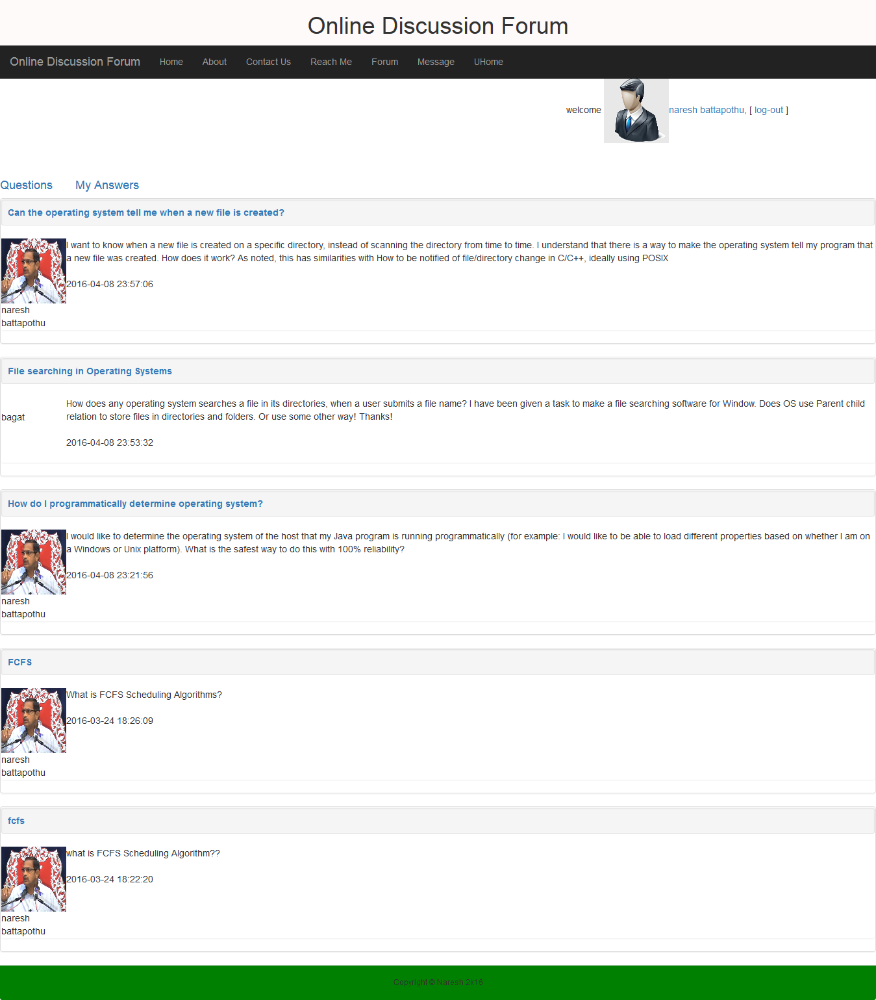 Online Discussion Forum
Online Discussion Forum Home About Contact Us Reach Me Forum Message UHome
welcome naresh battapothu, [ log-out ]
Questions My Answers
Can the operating system tell me when a new file is created?
I want to know when a new file is created on a specific directory, instead of scanning the directory from time to time. I understand that there is a way to make the operating system tell my program that
a new file was created. How does it work? As noted, this has similarities with How to be notified of file/directory change in C/C++, ideally using POSIX
2016-04-08 23:57:06
naresh
battapothu
File searching in Operating Systems
How does any operating system searches a file in its directories, when a user submits a file name? I have been given a task to make a file searching software for Window. Does OS use Parent child
relation to store files in directories and folders. Or use some other way! Thanks!
bagat
2016-04-08 23:53:32
How do I programmatically determine operating system?
I would like to determine the operating system of the host that my Java program is running programmatically (for example: I would like to be able to load different properties based on whether I am on
a Windows or Unix platform). What is the safest way to do this with 100% reliability?
2016-04-08 23:21:56
naresh
battapothu
FCFS
What is FCFS Scheduling Algorithms?
2016-03-24 18:26:09
naresh
battapothu
fcfs
what is FCFS Scheduling Algorithm??
2016-03-24 18:22:20
naresh
battapothu
Copyright © Naresh 2k16